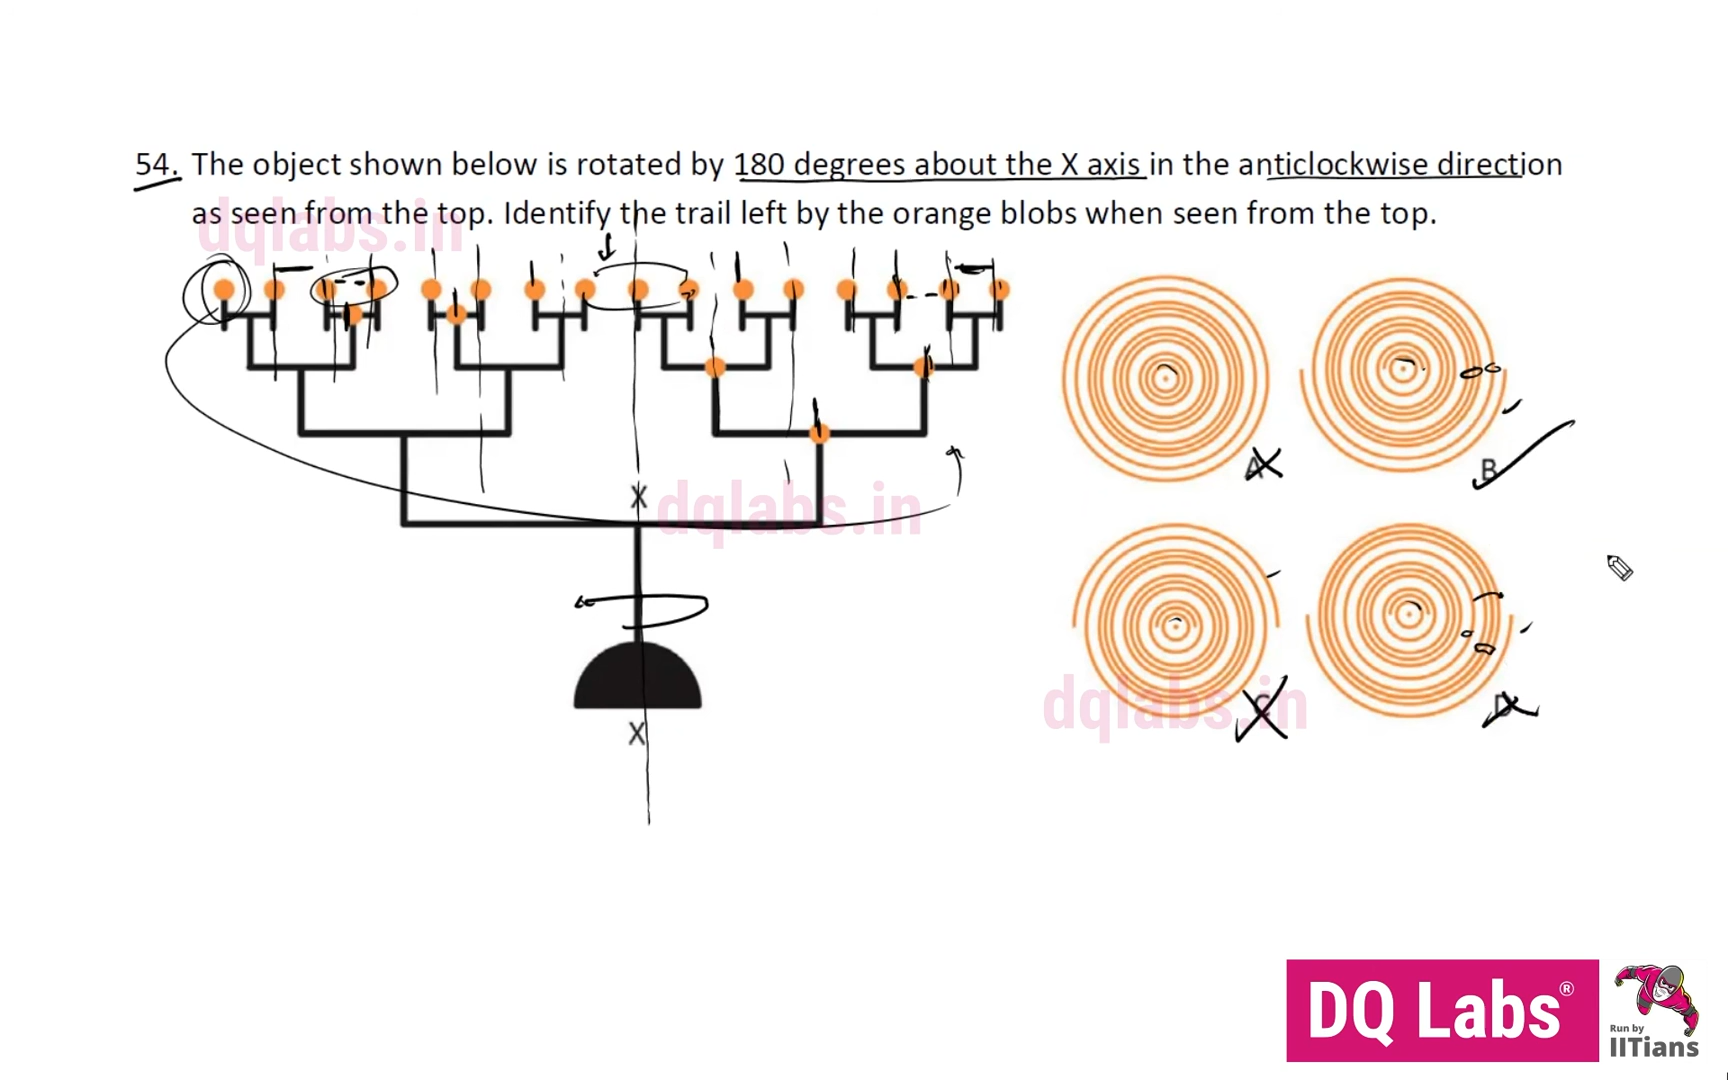 54. The object shown below is rotated by 180 degrees about the X axis in the anticlockwise direction
as seen from the top. Identify the trail left by the orange blobs when seen from the top.
dqlabs.in
X
dqlabs.in
X
A
B
dqlabs.in
C
D
DQ Labs®
Run by
IITians